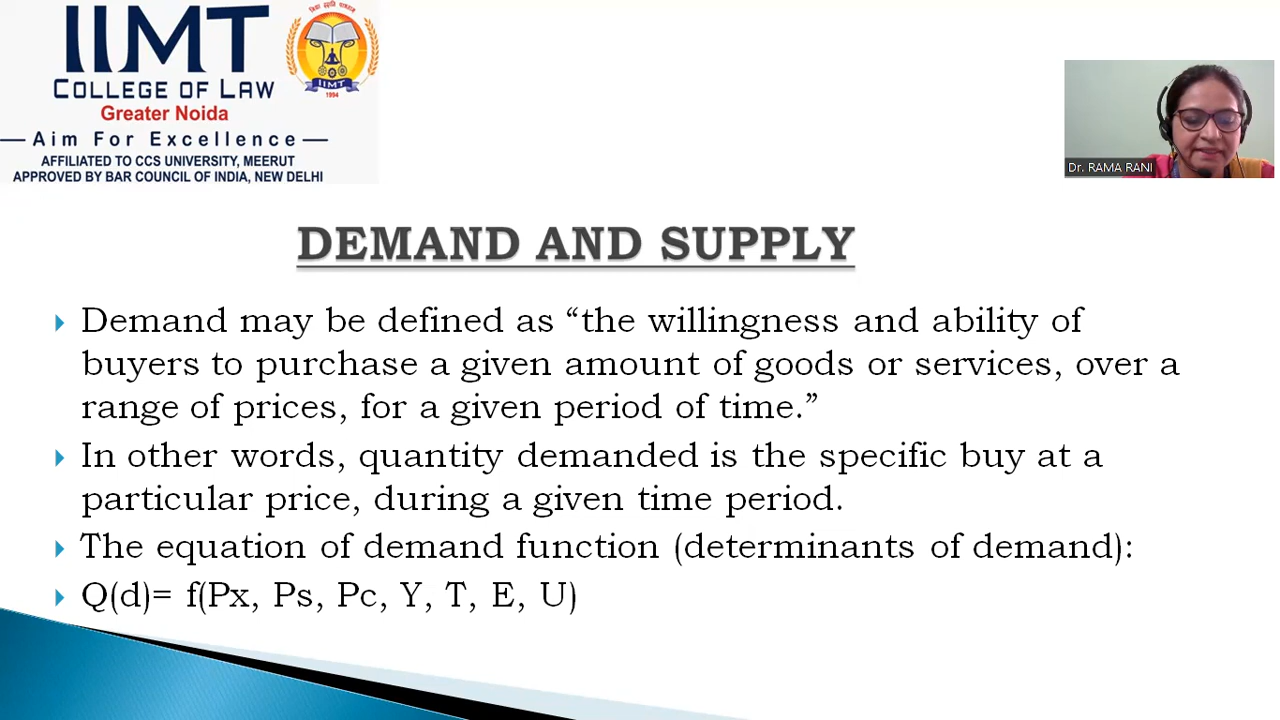 IIMT
COLLEGE OF LAW
Greater Noida
Aim For Excellence
AFFILIATED TO CCS UNIVERSITY, MEERUT
APPROVED BY BAR COUNCIL OF INDIA, NEW DELHI
IIMT
1994
Dr. RAMA RANI
DEMAND AND SUPPLY
Demand may be defined as “the willingness and ability of
buyers to purchase a given amount of goods or services, over a
range of prices, for a given period of time.”
In other words, quantity demanded is the specific buy at a
particular price, during a given time period.
The equation of demand function (determinants of demand):
Q(d)= f(Px, Ps, Pc, Y, T, E, U)